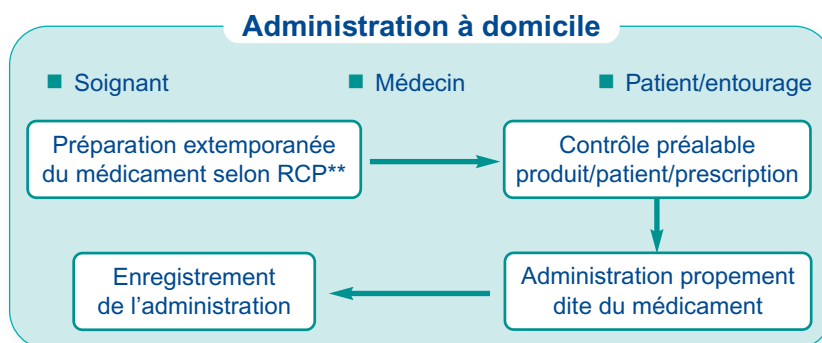 Administration à domicile
■ Soignant ■ Médecin ■ Patient/entourage
Préparation extemporanée
du médicament selon RCP**
Contrôle préalable
produit/patient/prescription
Administration propement
dite du médicament
Enregistrement
de l’administration